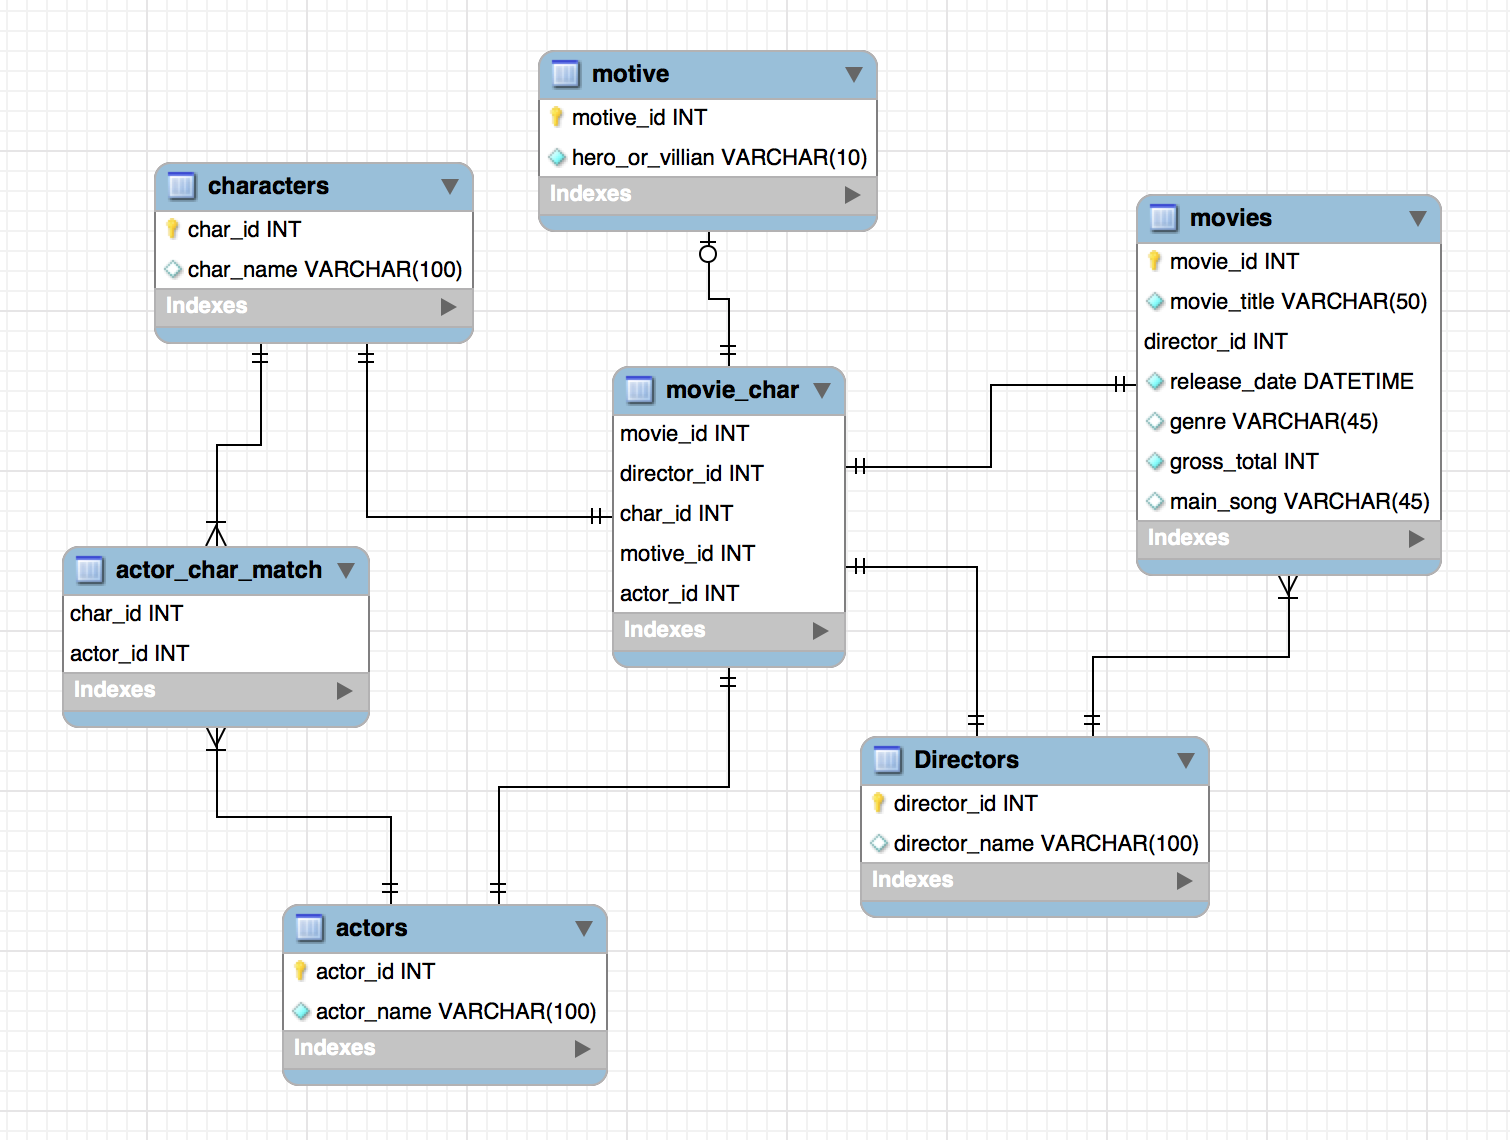 motive
motive_id INT
hero_or_villian VARCHAR(10)
Indexes
characters
char_id INT
char_name VARCHAR(100)
Indexes
movies
movie_id INT
movie_title VARCHAR(50)
director_id INT
release_date DATETIME
genre VARCHAR(45)
gross_total INT
main_song VARCHAR(45)
Indexes
movie_char
movie_id INT
director_id INT
char_id INT
motive_id INT
actor_id INT
Indexes
actor_char_match
char_id INT
actor_id INT
Indexes
Directors
director_id INT
director_name VARCHAR(100)
Indexes
actors
actor_id INT
actor_name VARCHAR(100)
Indexes